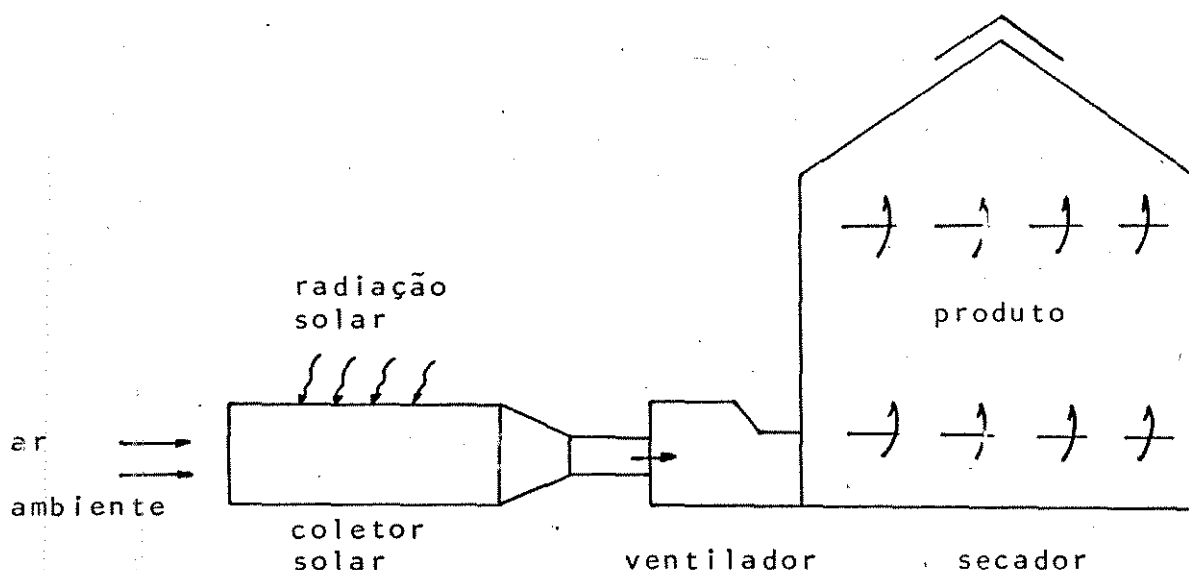 radiação
solar
produto
ar
ambiente
coletor
solar
ventilador
secador